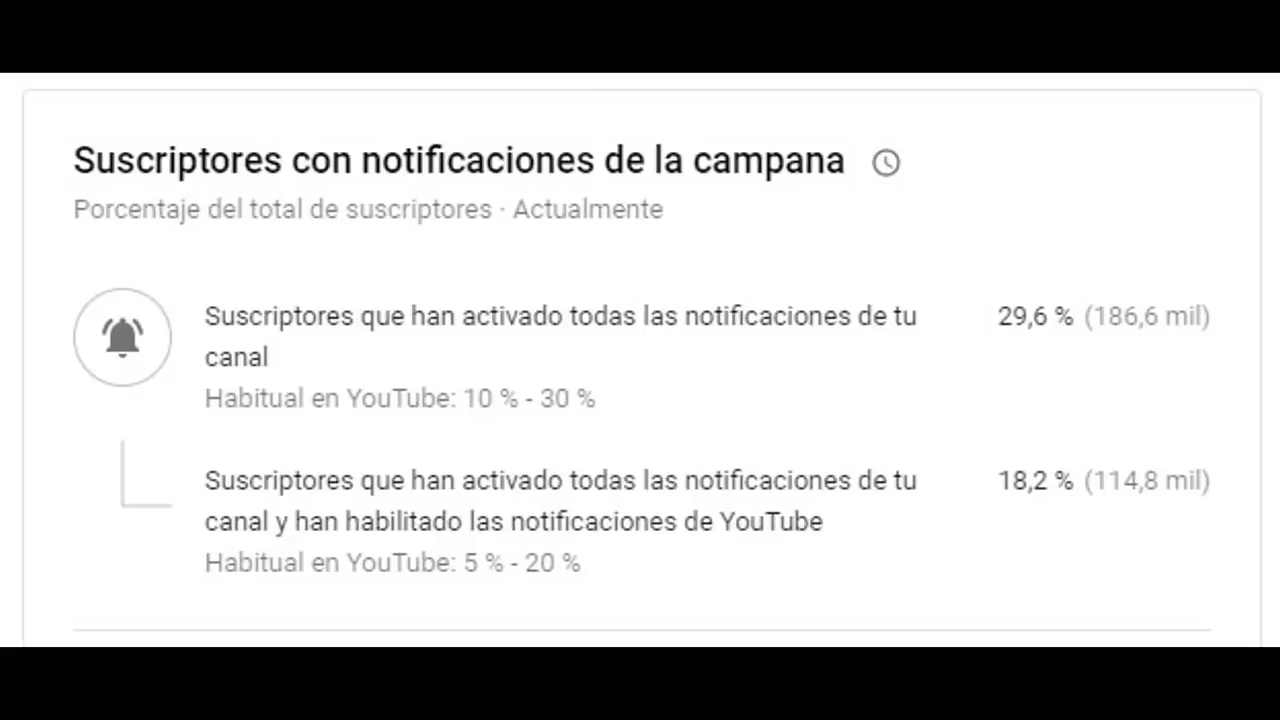 Suscriptores con notificaciones de la campana
Porcentaje del total de suscriptores · Actualmente
Suscriptores que han activado todas las notificaciones de tu 29,6 % (186,6 mil)
canal
Habitual en YouTube: 10 % - 30 %
Suscriptores que han activado todas las notificaciones de tu 18,2 % (114,8 mil)
canal y han habilitado las notificaciones de YouTube
Habitual en YouTube: 5 % - 20 %